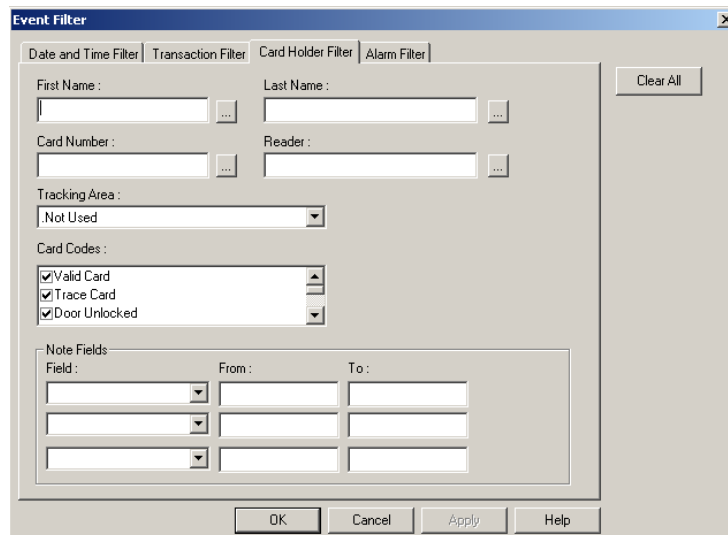 Event Filter
Date and Time Filter Transaction Filter Card Holder Filter Alarm Filter
Clear All
First Name : Last Name :
... ...
Card Number : Reader :
... ...
Tracking Area :
.Not Used
Card Codes :
Valid Card
Trace Card
Door Unlocked
Note Fields
Field : From : To :
OK Cancel Apply Help